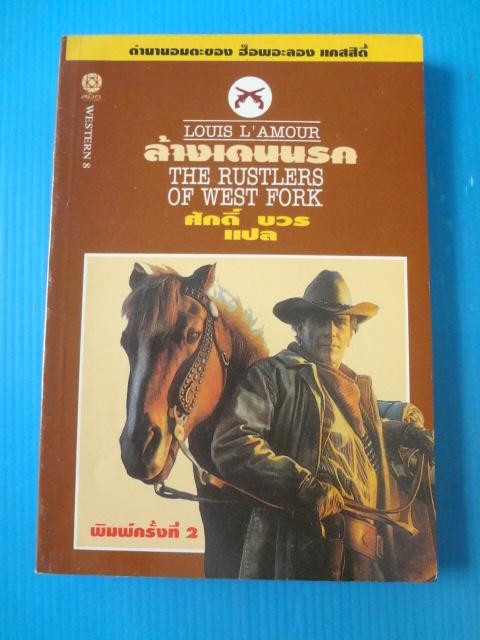 ตำนานอมตะของ ฮ็อพอะลอง แคสสิดี้
WESTERN 8
LOUIS L'AMOUR
ล้างแดนนรก
THE RUSTLERS
OF WEST FORK
ศักดิ์ บวร
แปล
พิมพ์ครั้งที่ 2